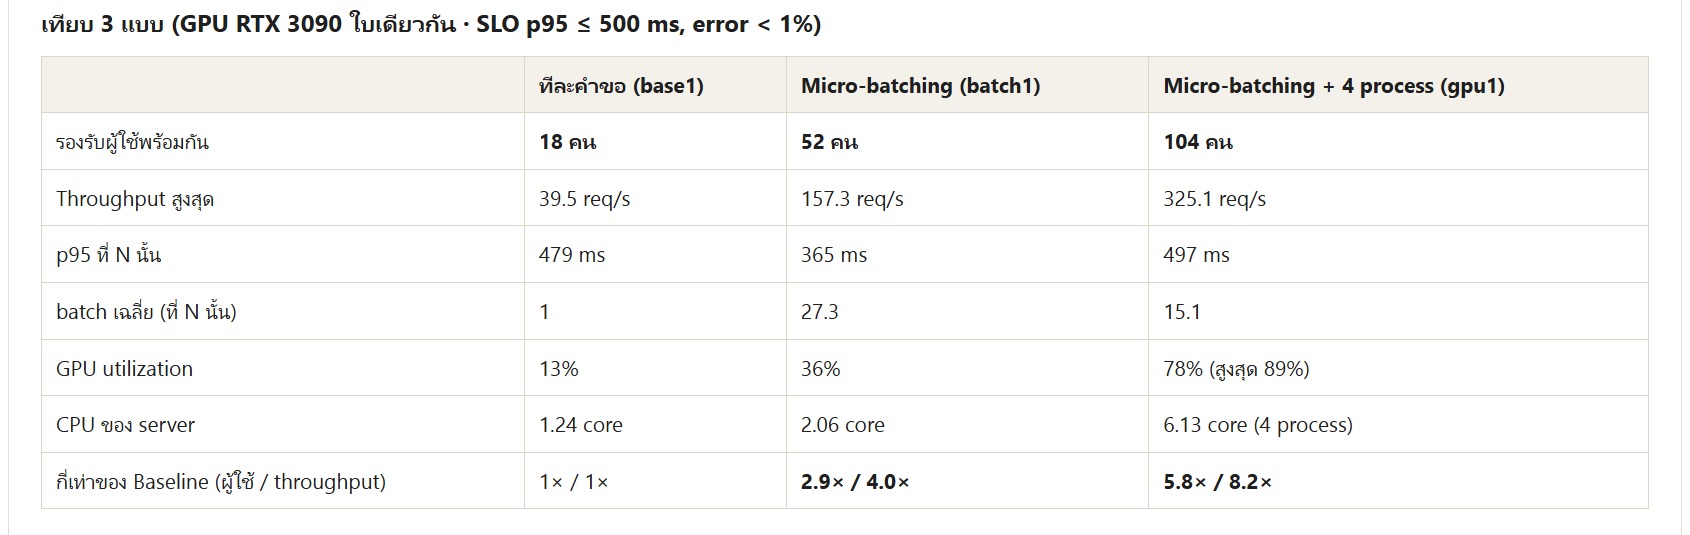 เทียบ 3 แบบ (GPU RTX 3090 ใบเดียวกัน · SLO p95 ≤ 500 ms, error < 1%)
ทีละคำขอ (base1) Micro-batching (batch1) Micro-batching + 4 process (gpu1)
รองรับผู้ใช้พร้อมกัน 18 คน 52 คน 104 คน
Throughput สูงสุด 39.5 req/s 157.3 req/s 325.1 req/s
p95 ที่ N นั้น 479 ms 365 ms 497 ms
batch เฉลี่ย (ที่ N นั้น) 1 27.3 15.1
GPU utilization 13% 36% 78% (สูงสุด 89%)
CPU ของ server 1.24 core 2.06 core 6.13 core (4 process)
กี่เท่าของ Baseline (ผู้ใช้ / throughput) 1× / 1× 2.9× / 4.0× 5.8× / 8.2×